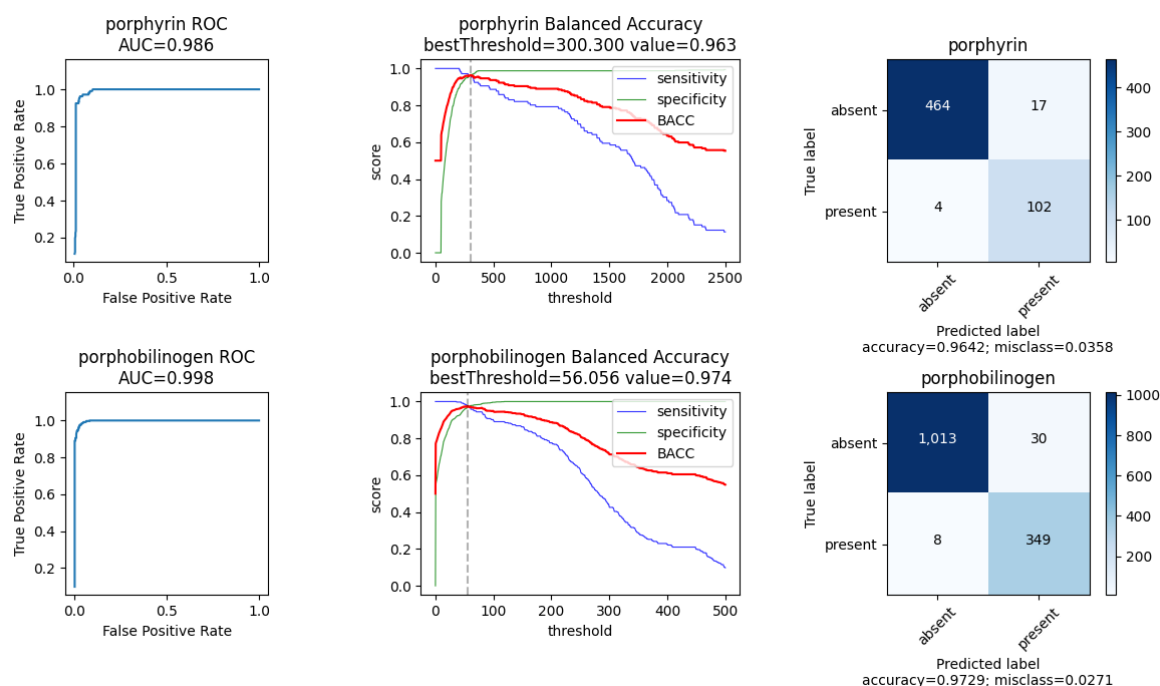 porphyrin ROC
AUC=0.986
True Positive Rate
1.0
0.8
0.6
0.4
0.2
0.0 0.5 1.0
False Positive Rate
porphyrin Balanced Accuracy
bestThreshold=300.300 value=0.963
score
1.0
0.8
0.6
0.4
0.2
0.0
sensitivity
specificity
BACC
0 500 1000 1500 2000 2500
threshold
porphyrin
True label
absent
present
464 17
4 102
absent present
Predicted label
accuracy=0.9642; misclass=0.0358
400
300
200
100
porphobilinogen ROC
AUC=0.998
True Positive Rate
1.0
0.8
0.6
0.4
0.2
0.0 0.5 1.0
False Positive Rate
porphobilinogen Balanced Accuracy
bestThreshold=56.056 value=0.974
score
1.0
0.8
0.6
0.4
0.2
0.0
sensitivity
specificity
BACC
0 100 200 300 400 500
threshold
porphobilinogen
True label
absent
present
1,013 30
8 349
absent present
Predicted label
accuracy=0.9729; misclass=0.0271
1000
800
600
400
200